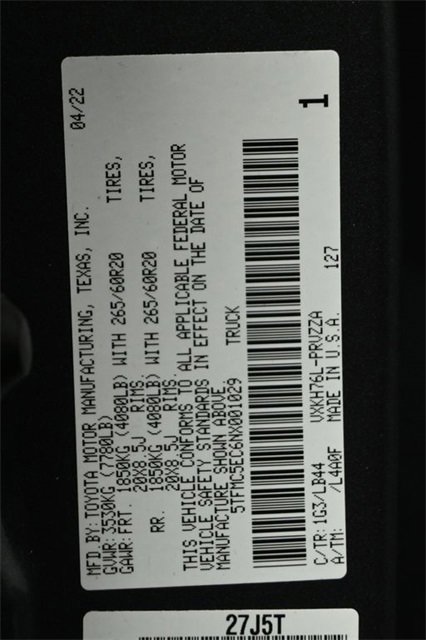 MFD.BY:TOYOTA MOTOR MANUFACTURING, TEXAS, INC. 04/22
GVWR:3530KG (7780LB)
GAWR:FRT. 1850KG (4080LB) WITH 265/60R20 TIRES,
20X8.5J RIMS
RR. 1850KG (4080LB) WITH 265/60R20 TIRES,
20X8.5J RIMS
THIS VEHICLE CONFORMS TO ALL APPLICABLE FEDERAL MOTOR
VEHICLE SAFETY STANDARDS IN EFFECT ON THE DATE OF
MANUFACTURE SHOWN ABOVE.
5TFMC5EC6NX001029 TRUCK
1
C/TR:1G3/LB44 VXKH76L-PRVZZA
A/TM: /L4A0F MADE IN U.S.A. 127
27J5T